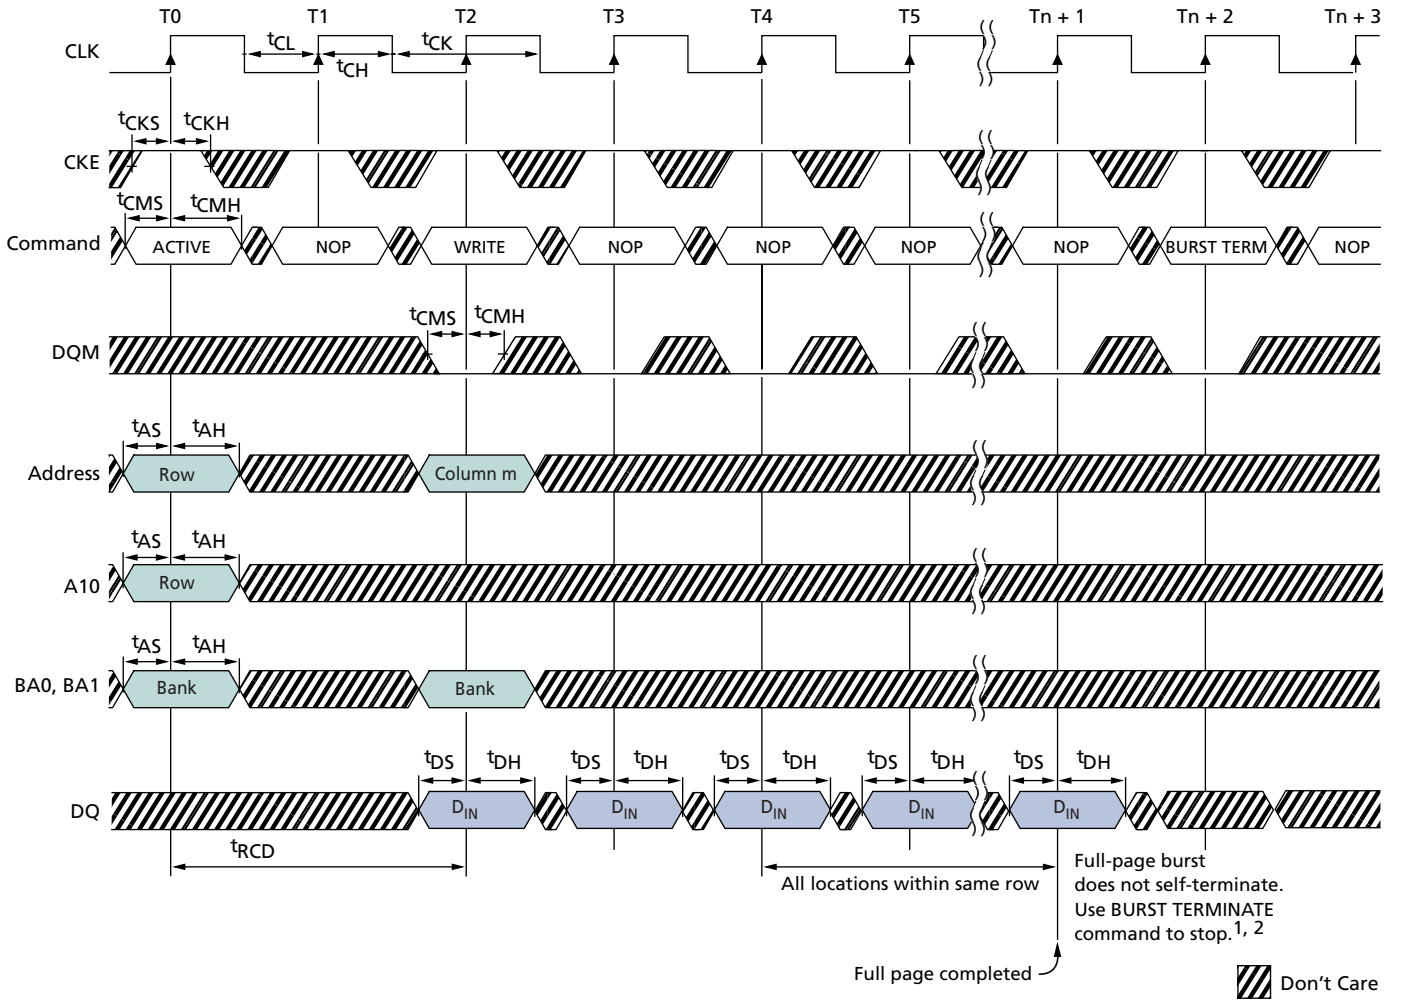 T0 T1 T2 T3 T4 T5 Tn + 1 Tn + 2 Tn + 3
CLK
tCL tCK
tCH
tCKS tCKH
CKE
tCMS tCMH
Command ACTIVE NOP WRITE NOP NOP NOP NOP BURST TERM NOP
tCMS tCMH
DQM
tAS tAH
Address Row Column m
tAS tAH
A10 Row
tAS tAH
BA0, BA1 Bank Bank
tDS tDH tDS tDH tDS tDH tDS tDH tDS tDH
DQ DIN DIN DIN DIN DIN
tRCD
All locations within same row
Full-page burst
does not self-terminate.
Use BURST TERMINATE
command to stop.1, 2
Full page completed
Don't Care